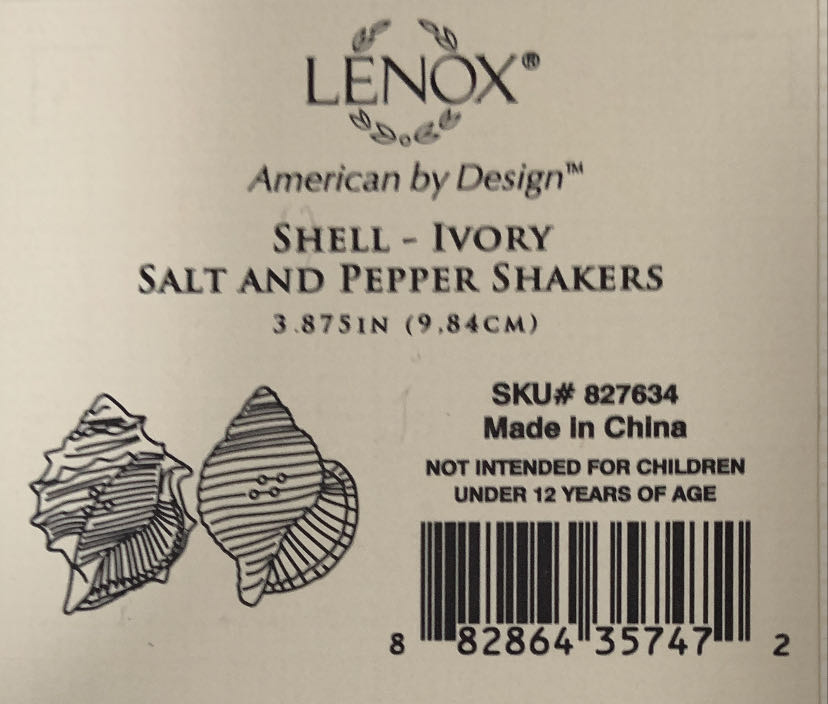 LENOX®
American by Design™
SHELL - IVORY
SALT AND PEPPER SHAKERS
3.875IN (9.84CM)
SKU# 827634
Made in China
NOT INTENDED FOR CHILDREN
UNDER 12 YEARS OF AGE
8 82864 35747 2